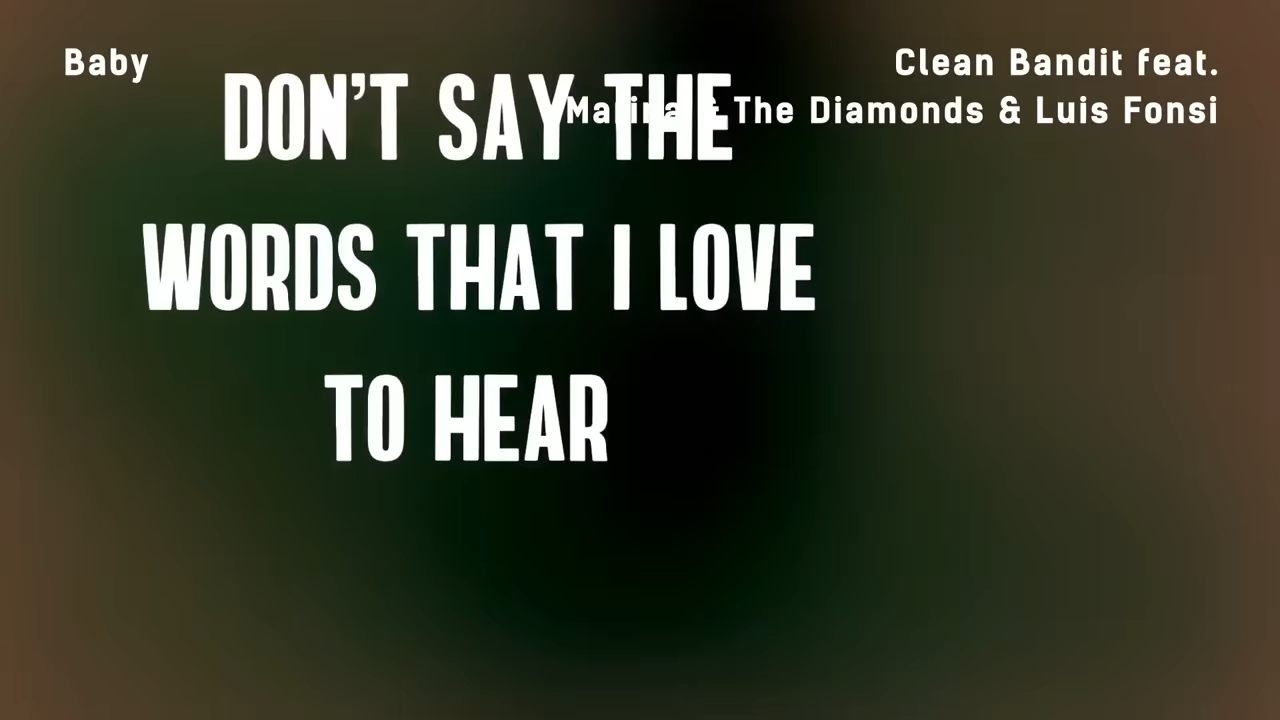 Baby
Clean Bandit feat.
Marina & The Diamonds & Luis Fonsi
DON'T SAY THE
WORDS THAT I LOVE
TO HEAR